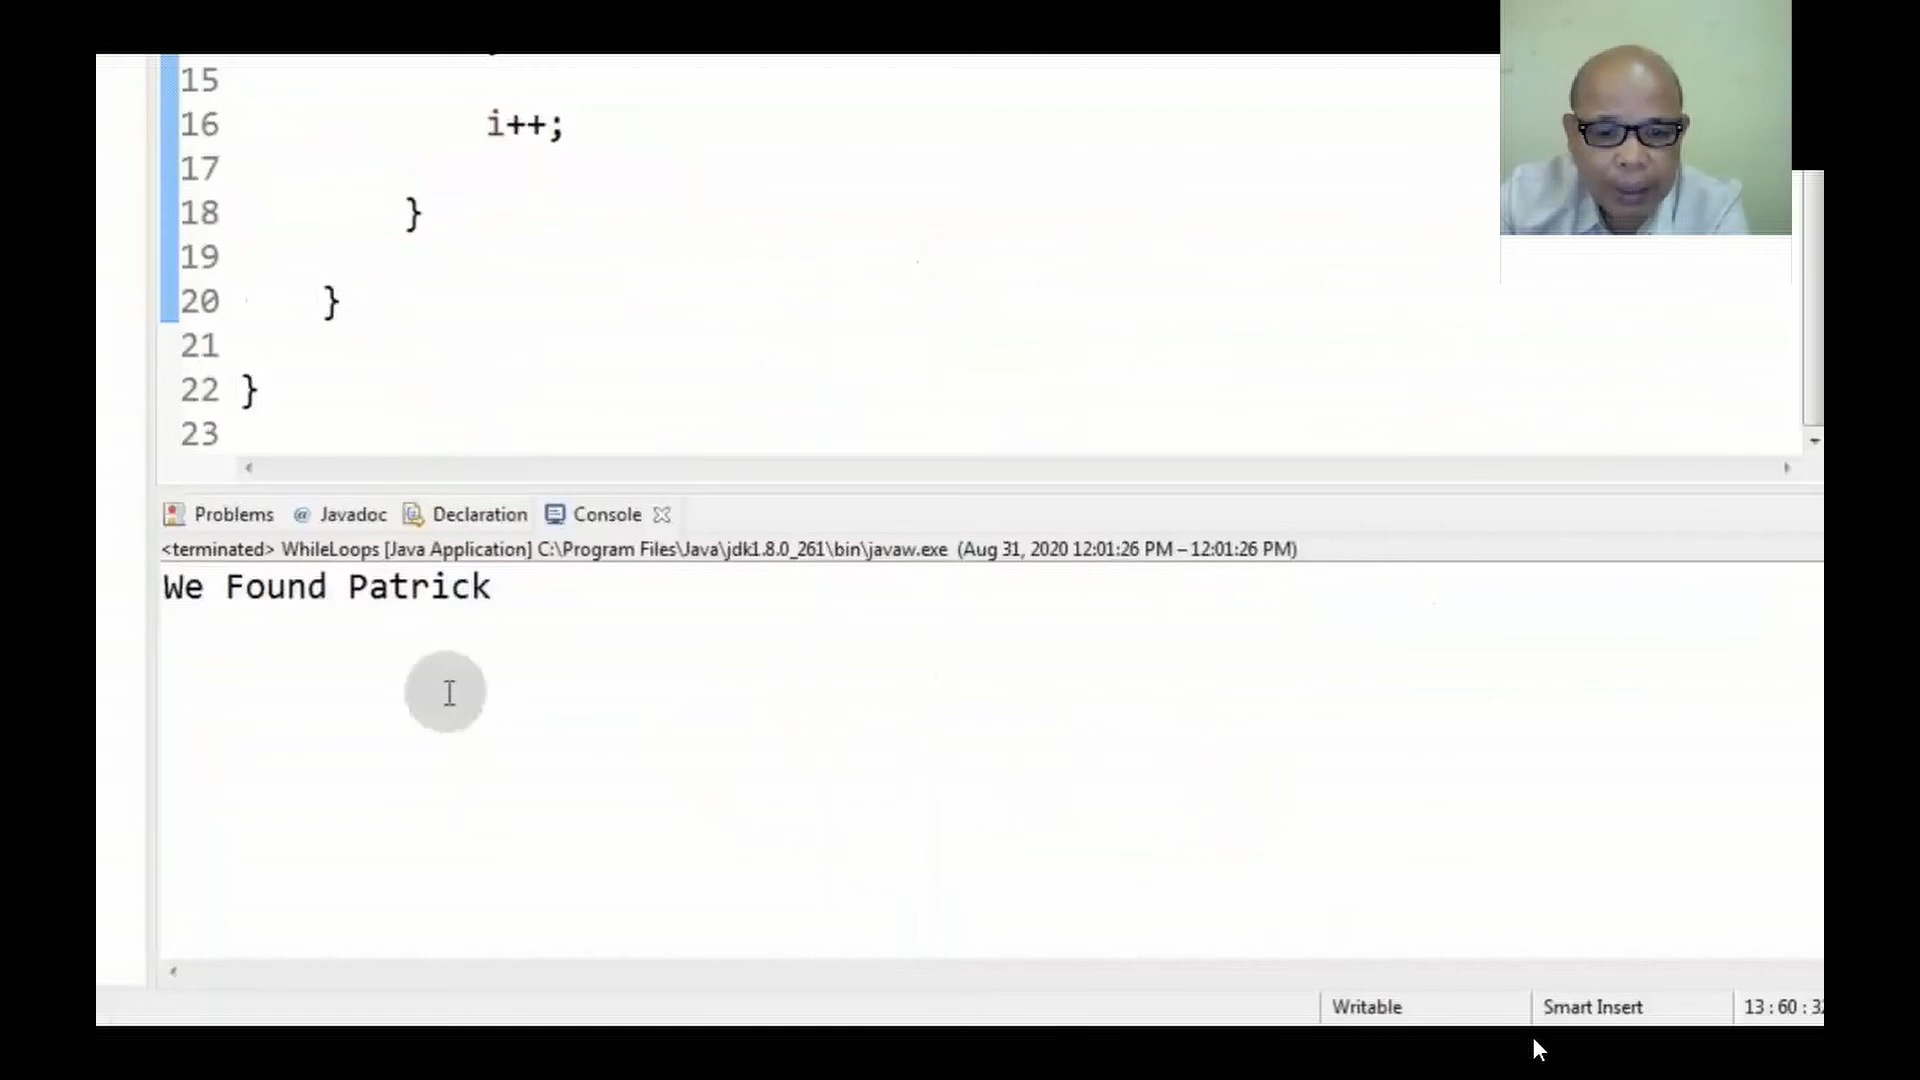 15
16 i++;
17
18 }
19
20 }
21
22 }
23
Problems @ Javadoc Declaration Console
<terminated> WhileLoops [Java Application] C:\Program Files\Java\jdk1.8.0_261\bin\javaw.exe (Aug 31, 2020 12:01:26 PM – 12:01:26 PM)
We Found Patrick
Writable Smart Insert 13 : 60 :